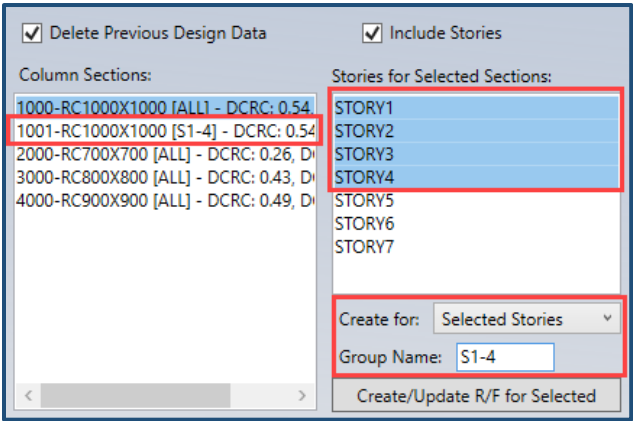 Delete Previous Design Data
Include Stories
Column Sections:
Stories for Selected Sections:
1000-RC1000X1000 [ALL] - DCRC: 0.54,
1001-RC1000X1000 [S1-4] - DCRC: 0.54
2000-RC700X700 [ALL] - DCRC: 0.26, D
3000-RC800X800 [ALL] - DCRC: 0.43, D
4000-RC900X900 [ALL] - DCRC: 0.49, D
STORY1
STORY2
STORY3
STORY4
STORY5
STORY6
STORY7
Create for: Selected Stories
Group Name: S1-4
Create/Update R/F for Selected